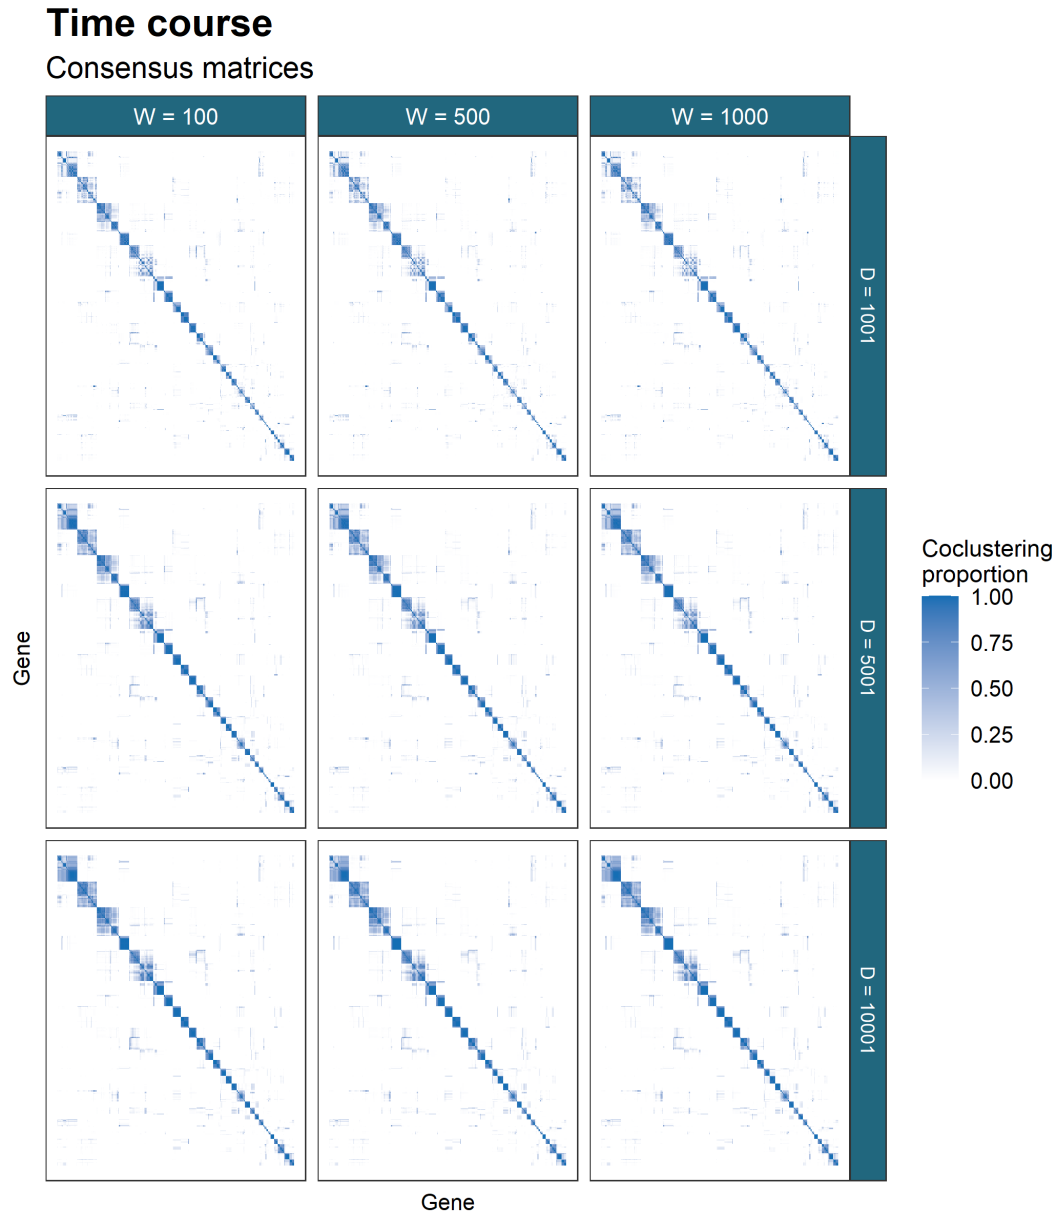 Time course
Consensus matrices
W = 100
W = 500
W = 1000
D = 1001
D = 5001
D = 10001
Gene
Gene
Coclustering
proportion
1.00
0.75
0.50
0.25
0.00